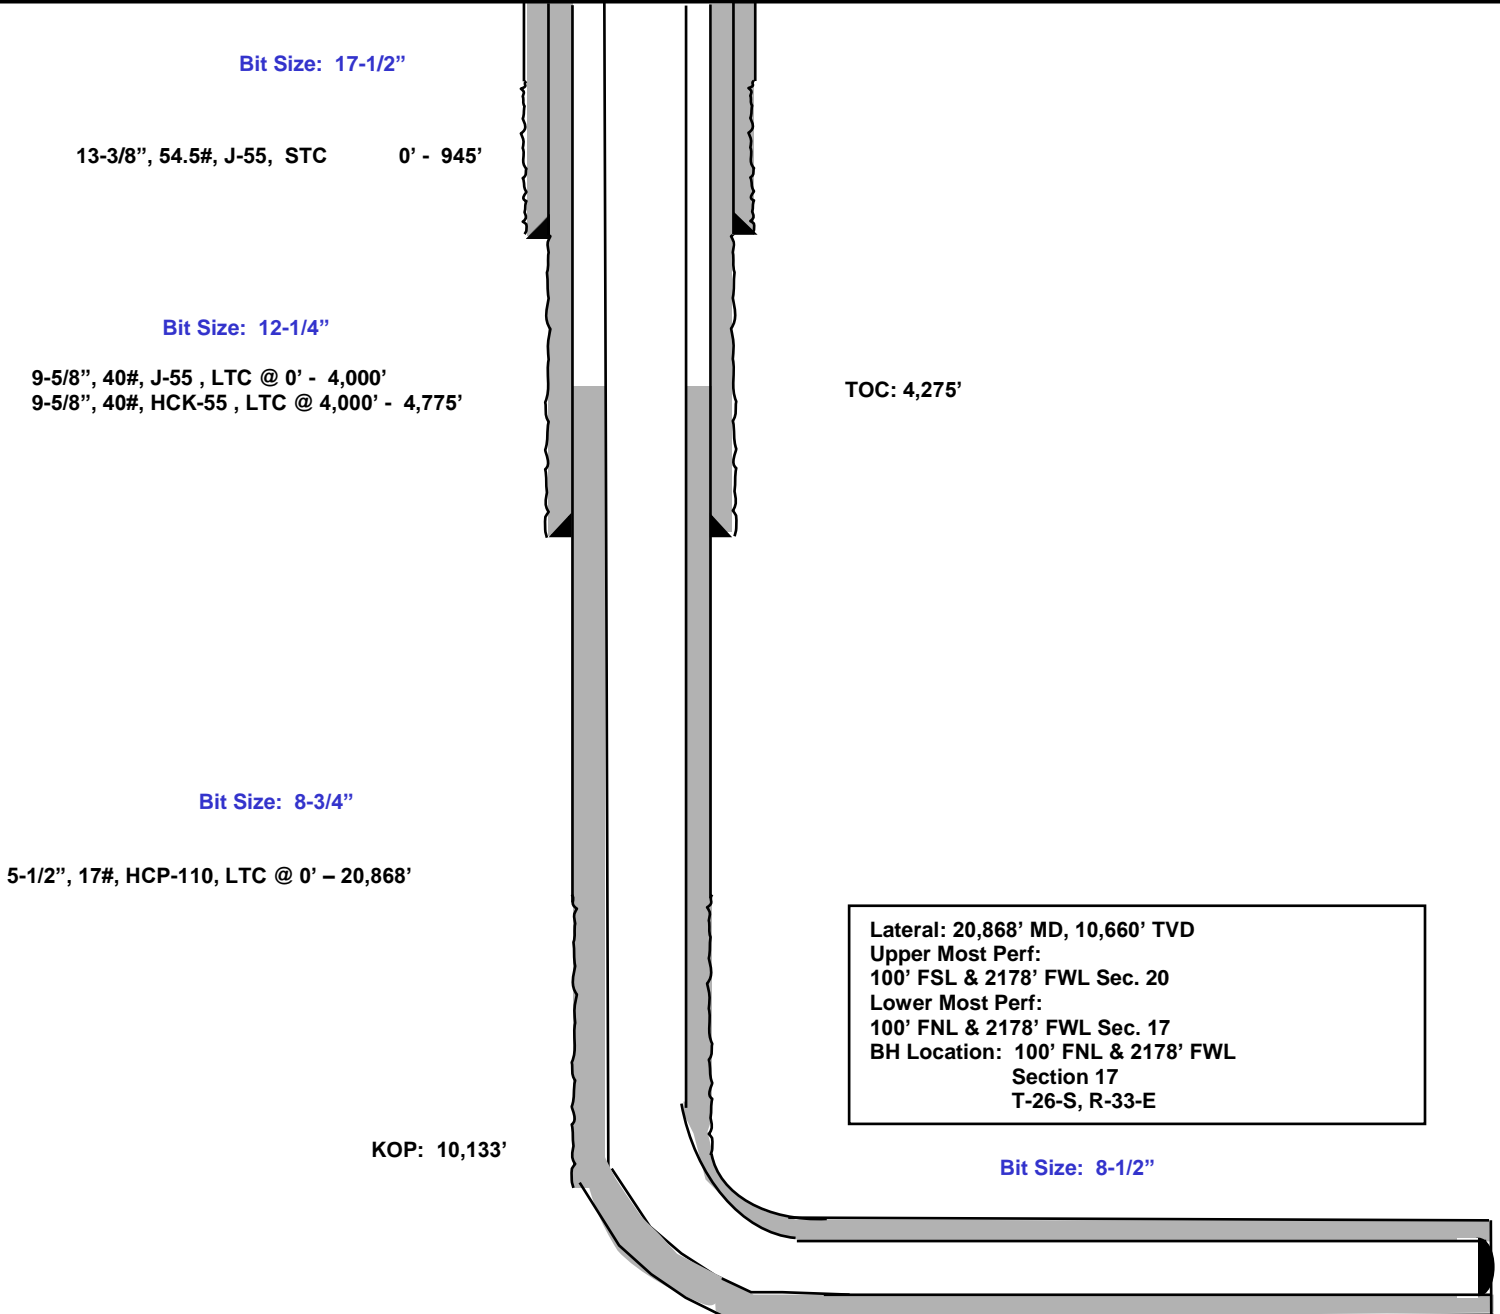 Bit Size: 17-1/2”
13-3/8”, 54.5#, J-55, STC 0’ - 945’
Bit Size: 12-1/4”
9-5/8”, 40#, J-55 , LTC @ 0’ - 4,000’
9-5/8”, 40#, HCK-55 , LTC @ 4,000’ - 4,775’
TOC: 4,275’
Bit Size: 8-3/4”
5-1/2”, 17#, HCP-110, LTC @ 0’ – 20,868’
Lateral: 20,868’ MD, 10,660’ TVD
Upper Most Perf:
100’ FSL & 2178’ FWL Sec. 20
Lower Most Perf:
100’ FNL & 2178’ FWL Sec. 17
BH Location: 100’ FNL & 2178’ FWL
Section 17
T-26-S, R-33-E
KOP: 10,133’
Bit Size: 8-1/2”